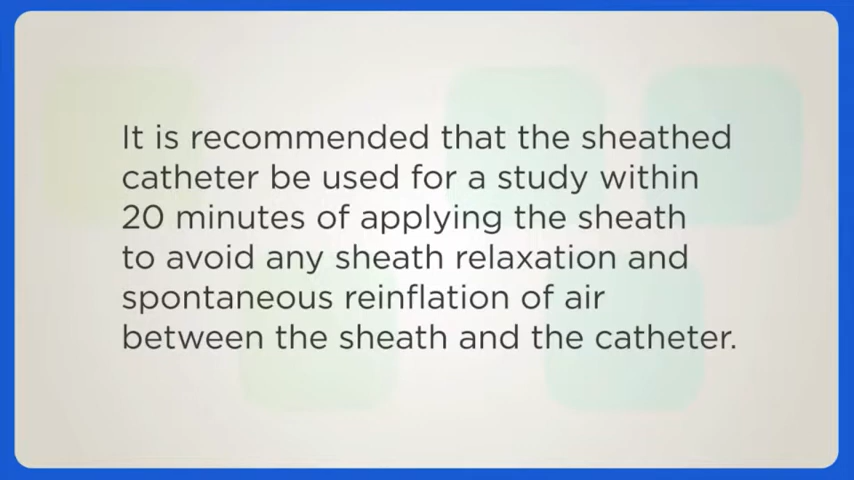 It is recommended that the sheathed
catheter be used for a study within
20 minutes of applying the sheath
to avoid any sheath relaxation and
spontaneous reinflation of air
between the sheath and the catheter.